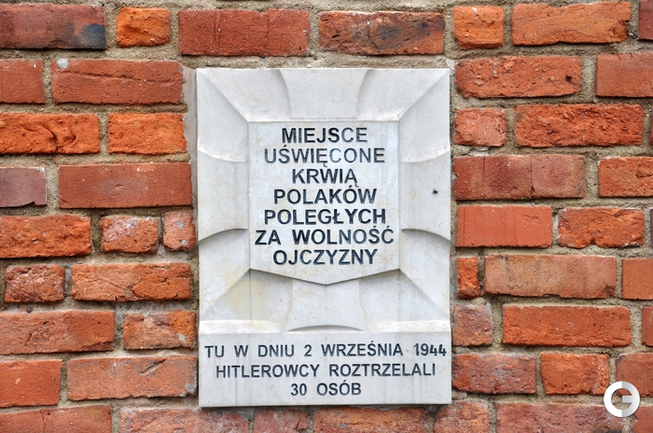 MIEJSCE
UŚWIĘCONE
KRWIĄ
POLAKÓW
POLEGŁYCH
ZA WOLNOŚĆ
OJCZYZNY
TU W DNIU 2 WRZEŚNIA 1944
HITLEROWCY ROZTRZELALI
30 OSÓB